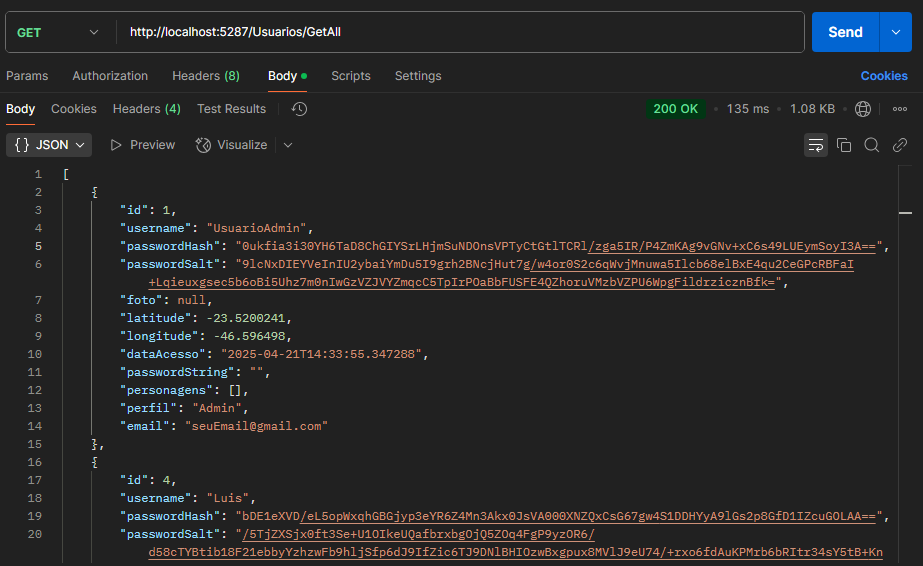 GET http://localhost:5287/Usuarios/GetAll Send
Params Authorization Headers (8) Body Scripts Settings Cookies
Body Cookies Headers (4) Test Results 200 OK • 135 ms • 1.08 KB
{} JSON Preview Visualize
1 [
2 {
3 "id": 1,
4 "username": "UsuarioAdmin",
5 "passwordHash": "0ukfia3i30YH6TaD8ChGIYSrLHjmSuNDOnsVPTyCtGtlTCRl/zga5IR/P4ZmKAg9vGNv+xC6s49LUEymSoyI3A==",
6 "passwordSalt": "9lcNxDIEYVeInIU2ybaiYmDu5I9grh2BNcjHut7g/w4or0S2c6qWvjMnuwa5Ilcb68elBxE4qu2CeGPcRBFaI
+Lqieuxgsec5b6oBi5Uhz7m0nIwGzVZJVYZmqcC5TpIrPOaBbFUSFE4QZhoruVMzbVZPU6WpgFildrzicznBfk=",
7 "foto": null,
8 "latitude": -23.5200241,
9 "longitude": -46.596498,
10 "dataAcesso": "2025-04-21T14:33:55.347288",
11 "passwordString": "",
12 "personagens": [],
13 "perfil": "Admin",
14 "email": "seuEmail@gmail.com"
15 },
16 {
17 "id": 4,
18 "username": "Luis",
19 "passwordHash": "bDE1eXVD/eL5opWxqhGBGjyp3eYR6Z4Mn3Akx0JsVA000XNZQxCsG67gw4S1DDHYyA9lGs2p8GfD1IZcuGOLAA==",
20 "passwordSalt": "/5TjZXSjx0ft3Se+U1OIkeUQafbrxbgOjQ5ZOq4FgP9yzOR6/
d58cTYBtib18F21ebbyYzhzwFb9hljSfp6dJ9IfZic6TJ9DNlBHIOzwBxgpux8MVlJ9eU74/+rxo6fdAuKPMrb6bRItr34sY5tB+Kn